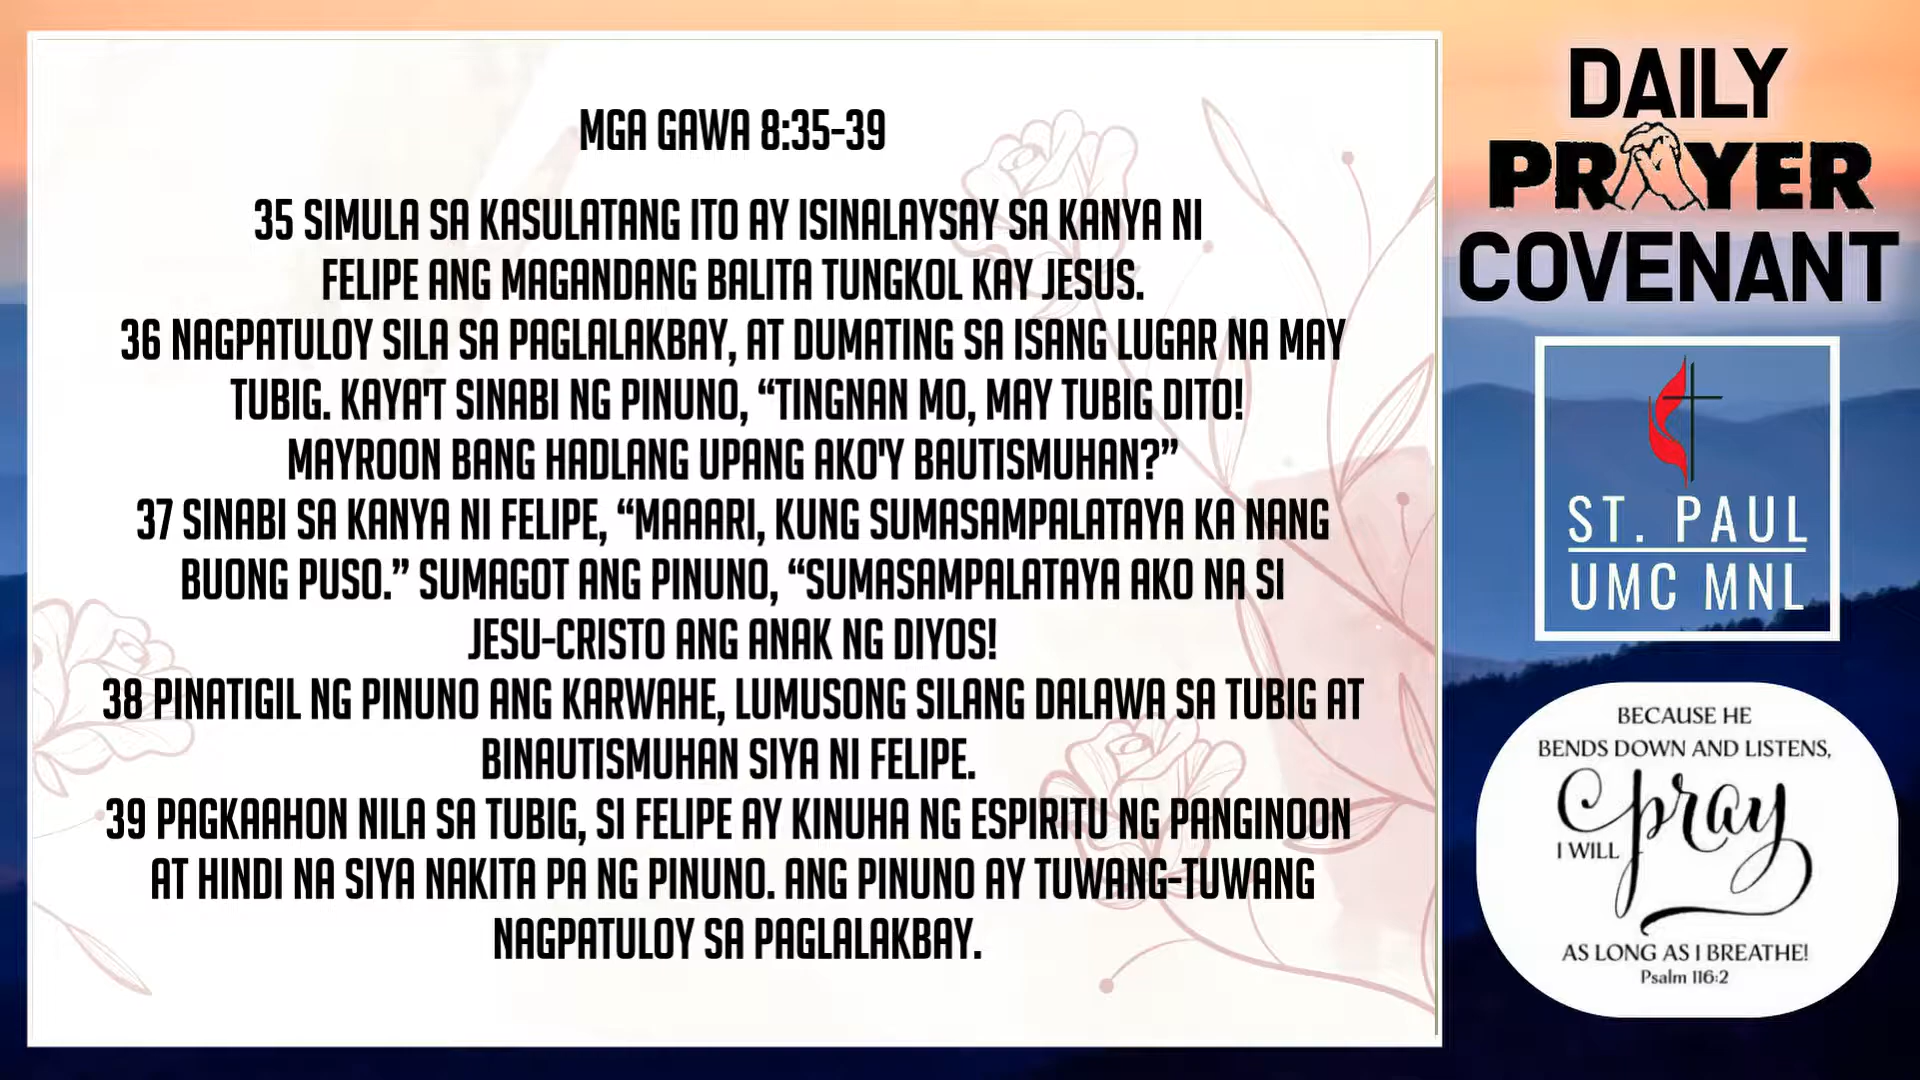 MGA GAWA 8:35-39
35 SIMULA SA KASULATANG ITO AY ISINALAYSAY SA KANYA NI
FELIPE ANG MAGANDANG BALITA TUNGKOL KAY JESUS.
36 NAGPATULOY SILA SA PAGLALAKBAY, AT DUMATING SA ISANG LUGAR NA MAY
TUBIG. KAYA'T SINABI NG PINUNO, “TINGNAN MO, MAY TUBIG DITO!
MAYROON BANG HADLANG UPANG AKO'Y BAUTISMUHAN?”
37 SINABI SA KANYA NI FELIPE, “MAAARI, KUNG SUMASAMPALATAYA KA NANG
BUONG PUSO.” SUMAGOT ANG PINUNO, “SUMASAMPALATAYA AKO NA SI
JESU-CRISTO ANG ANAK NG DIYOS!
38 PINATIGIL NG PINUNO ANG KARWAHE, LUMUSONG SILANG DALAWA SA TUBIG AT
BINAUTISMUHAN SIYA NI FELIPE.
39 PAGKAAHON NILA SA TUBIG, SI FELIPE AY KINUHA NG ESPIRITU NG PANGINOON
AT HINDI NA SIYA NAKITA PA NG PINUNO. ANG PINUNO AY TUWANG-TUWANG
NAGPATULOY SA PAGLALAKBAY.
DAILY
PRAYER
COVENANT
ST. PAUL
UMC MNL
BECAUSE HE
BENDS DOWN AND LISTENS,
I WILL pray
AS LONG AS I BREATHE!
Psalm 116:2